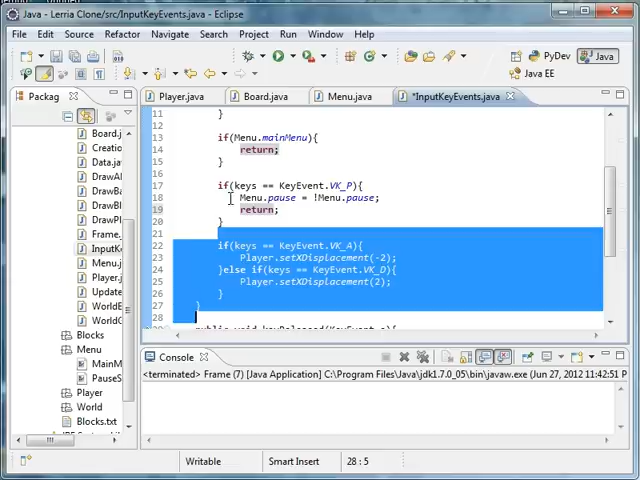 Java - Lerria Clone/src/InputKeyEvents.java - Eclipse
File Edit Source Refactor Navigate Search Project Run Window Help
PyDev Java
Java EE
Packag
Player.java Board.java Menu.java *InputKeyEvents.java
Board.j
Creatio
Data.jav
DrawAl
DrawBa
DrawBl
DrawPl
Frame.
InputK
Menu.j
Player.j
Update
WorldE
WorldG
Blocks
Menu
MainM
PauseS
Player
World
Blocks.txt
11 }
12
13 if(Menu.mainMenu){
14 return;
15 }
16
17 if(keys == KeyEvent.VK_P){
18 Menu.pause = !Menu.pause;
19 return;
20 }
21
22 if(keys == KeyEvent.VK_A){
23 Player.setXDisplacement(-2);
24 }else if(keys == KeyEvent.VK_D){
25 Player.setXDisplacement(2);
26 }
27 }
28
public void keyReleased(KeyEvent e){
Console
<terminated> Frame (7) [Java Application] C:\Program Files\Java\jdk1.7.0_05\bin\javaw.exe (Jun 27, 2012 11:42:51 P
Writable Smart Insert 28 : 5